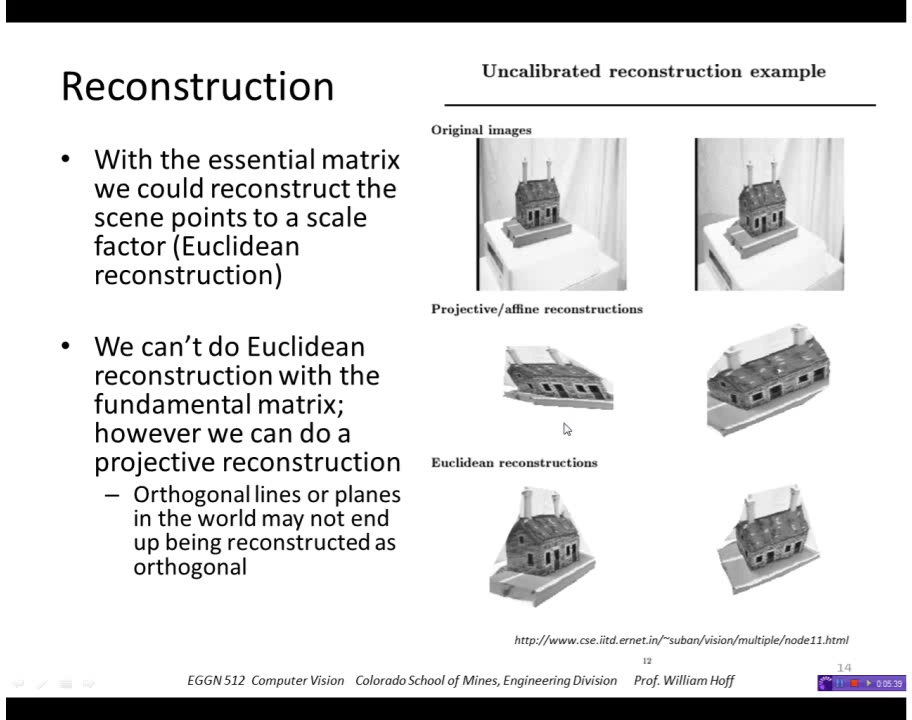 Reconstruction
• With the essential matrix
we could reconstruct the
scene points to a scale
factor (Euclidean
reconstruction)
• We can’t do Euclidean
reconstruction with the
fundamental matrix;
however we can do a
projective reconstruction
– Orthogonal lines or planes
in the world may not end
up being reconstructed as
orthogonal
Uncalibrated reconstruction example
Original images
Projective/affine reconstructions
Euclidean reconstructions
http://www.cse.iitd.ernet.in/~suban/vision/multiple/node11.html
12
14
EGGN 512 Computer Vision Colorado School of Mines, Engineering Division Prof. William Hoff
0:05:39